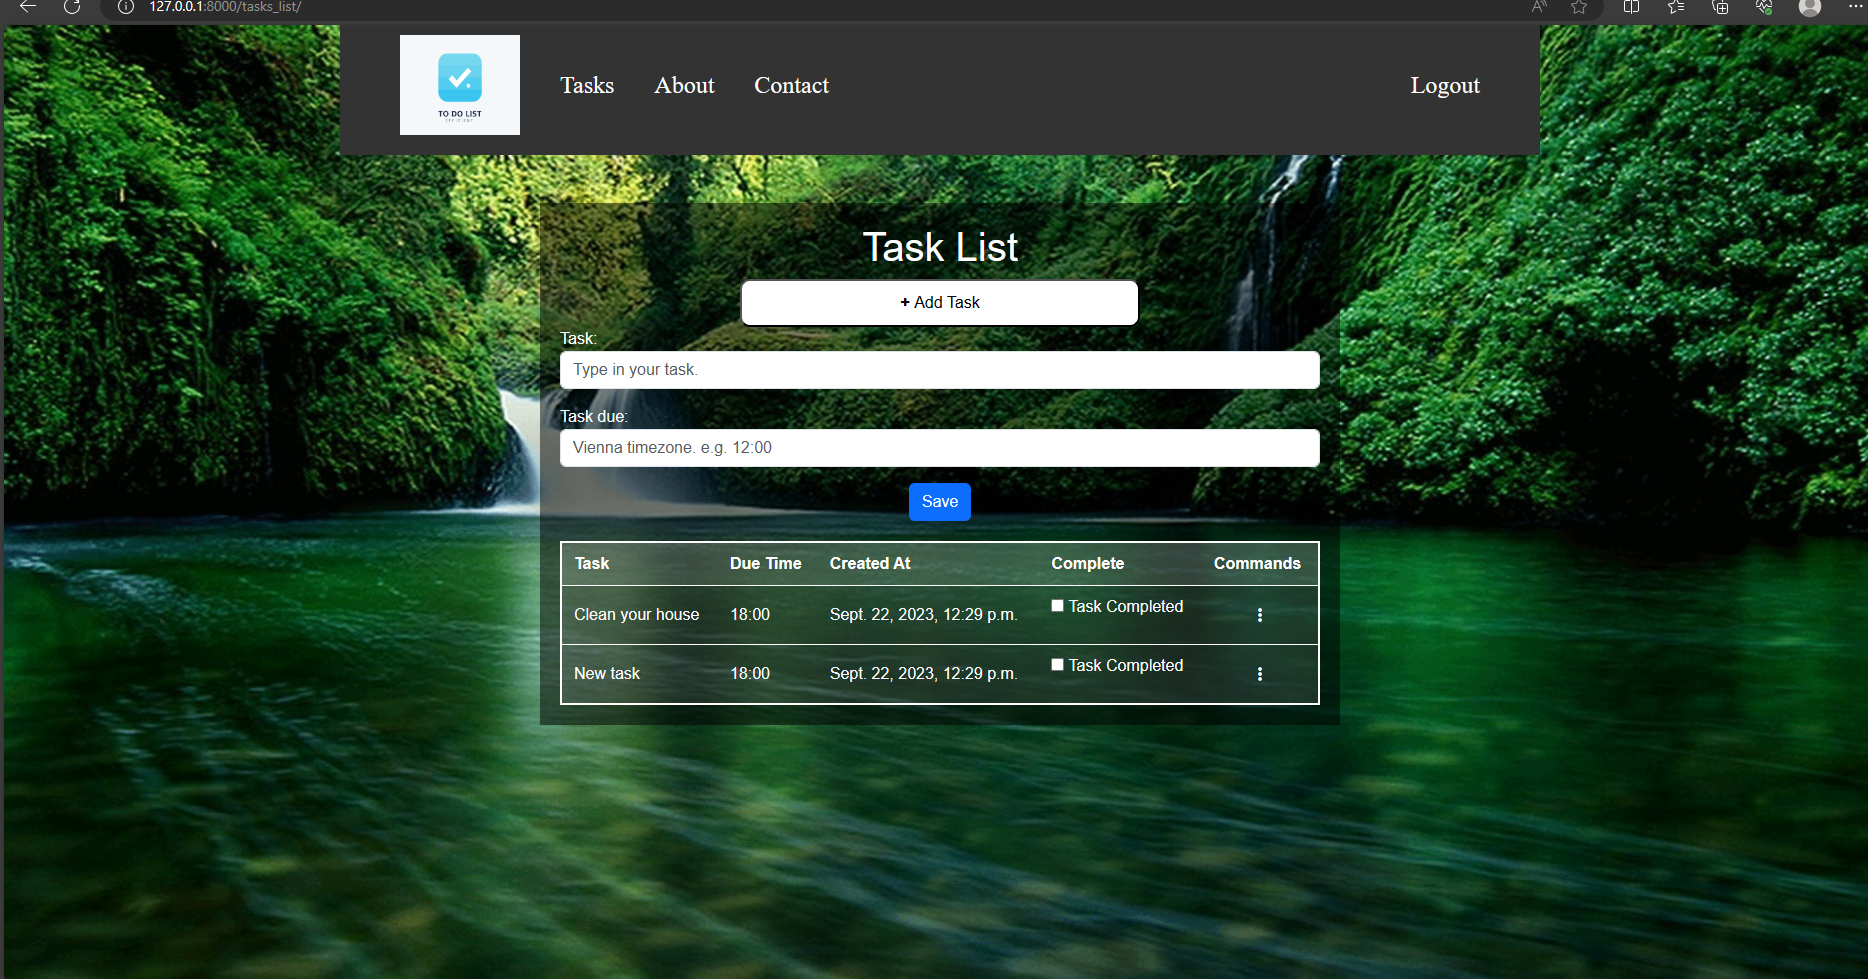 127.0.0.1:8000/tasks_list/
TO DO LIST
EFFICIENT
Tasks About Contact Logout
Task List
+ Add Task
Task:
Type in your task.
Task due:
Vienna timezone. e.g. 12:00
Save
Task Due Time Created At Complete Commands
Clean your house 18:00 Sept. 22, 2023, 12:29 p.m. Task Completed
New task 18:00 Sept. 22, 2023, 12:29 p.m. Task Completed